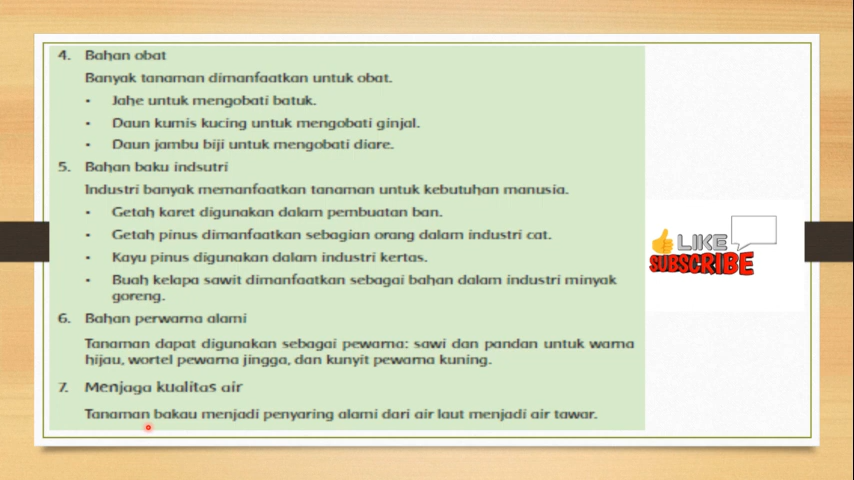 4. Bahan obat
Banyak tanaman dimanfaatkan untuk obat.
• Jahe untuk mengobati batuk.
• Daun kumis kucing untuk mengobati ginjal.
• Daun jambu biji untuk mengobati diare.
5. Bahan baku indsutri
Industri banyak memanfaatkan tanaman untuk kebutuhan manusia.
• Getah karet digunakan dalam pembuatan ban.
• Getah pinus dimanfaatkan sebagian orang dalam industri cat.
• Kayu pinus digunakan dalam industri kertas.
• Buah kelapa sawit dimanfaatkan sebagai bahan dalam industri minyak
goreng.
6. Bahan perwarna alami
Tanaman dapat digunakan sebagai pewarna: sawi dan pandan untuk warna
hijau, wortel pewarna jingga, dan kunyit pewarna kuning.
7. Menjaga kualitas air
Tanaman bakau menjadi penyaring alami dari air laut menjadi air tawar.
LIKE
SUBSCRIBE